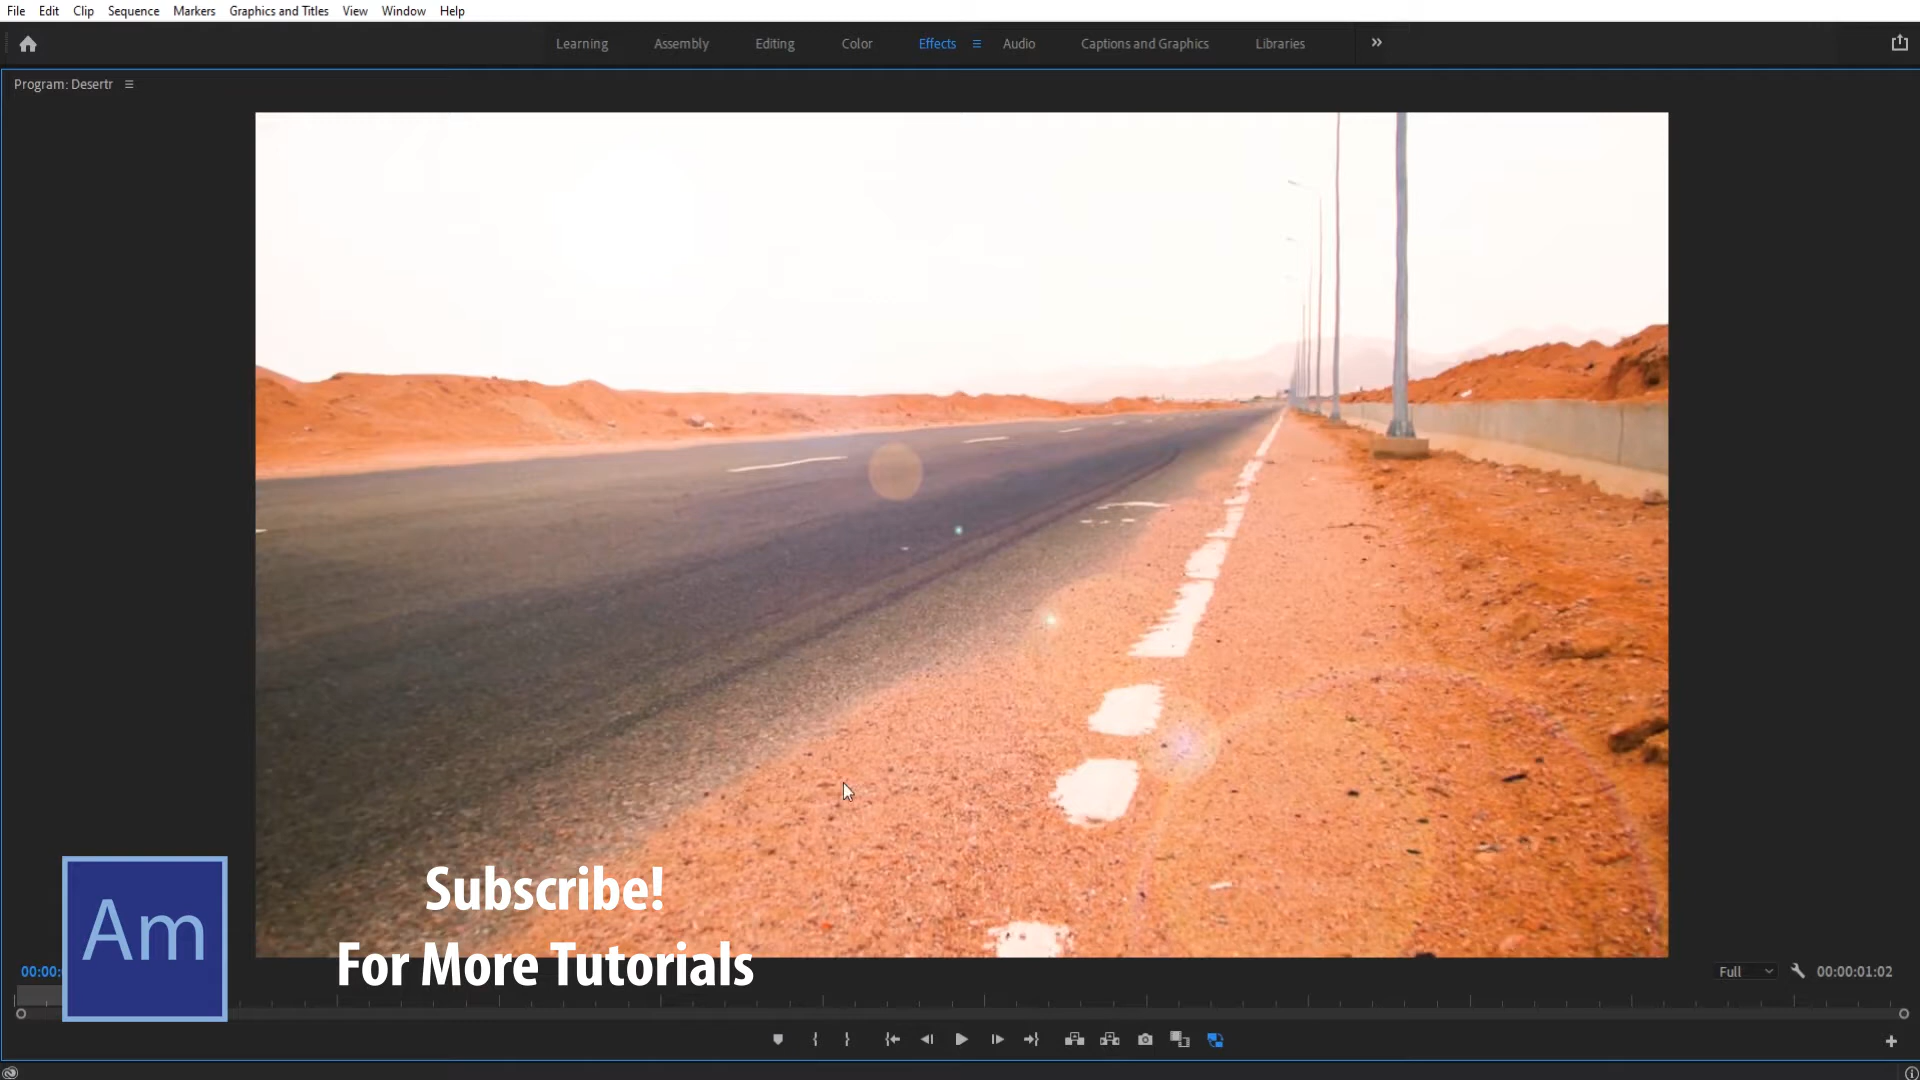 File Edit Clip Sequence Markers Graphics and Titles View Window Help
Learning Assembly Editing Color Effects Audio Captions and Graphics Libraries
Program: Desertr
Subscribe!
Am
For More Tutorials
00:00: Full 00:00:01:02